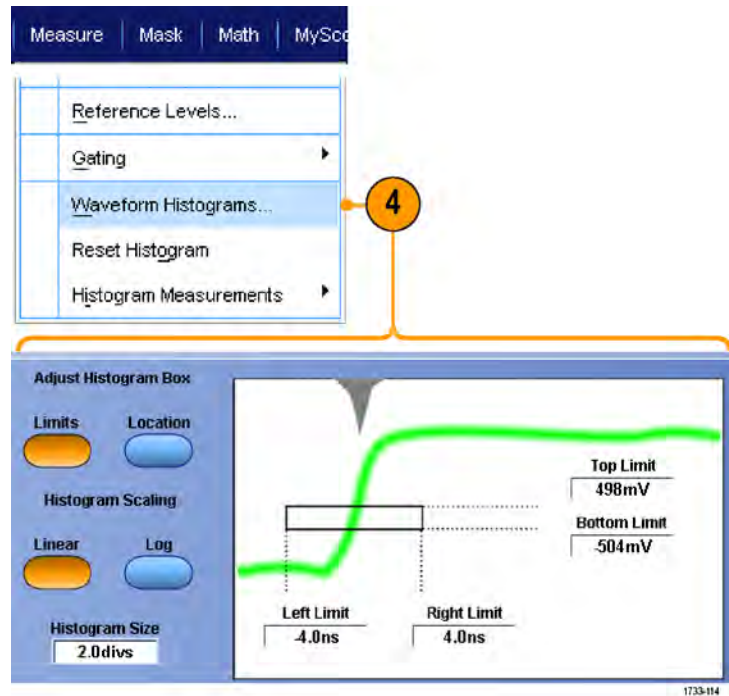 Measure Mask Math MySco
Reference Levels...
Gating
Waveform Histograms...
4
Reset Histogram
Histogram Measurements
Adjust Histogram Box
Limits Location
Histogram Scaling
Linear Log
Histogram Size
2.0divs
Top Limit
498mV
Bottom Limit
-504mV
Left Limit Right Limit
-4.0ns 4.0ns
1733-114